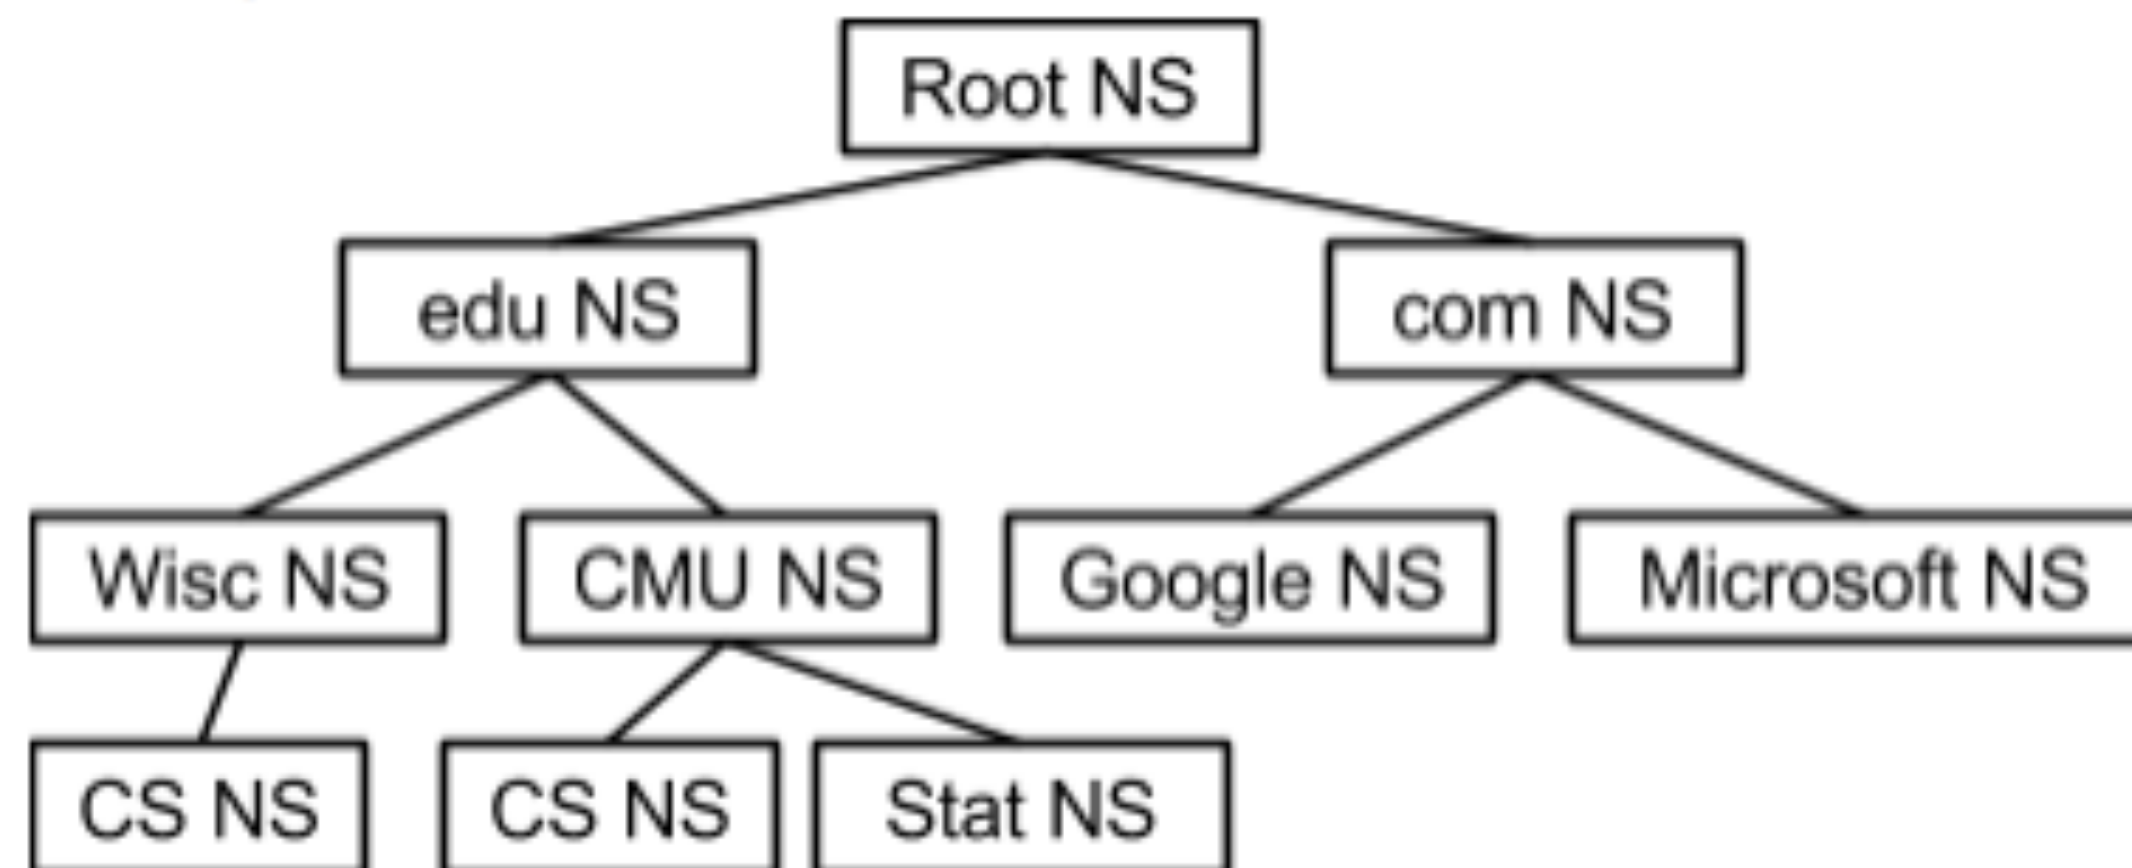 Root NS
edu NS
com NS
Wisc NS
CMU NS
Google NS
Microsoft NS
CS NS
CS NS
Stat NS